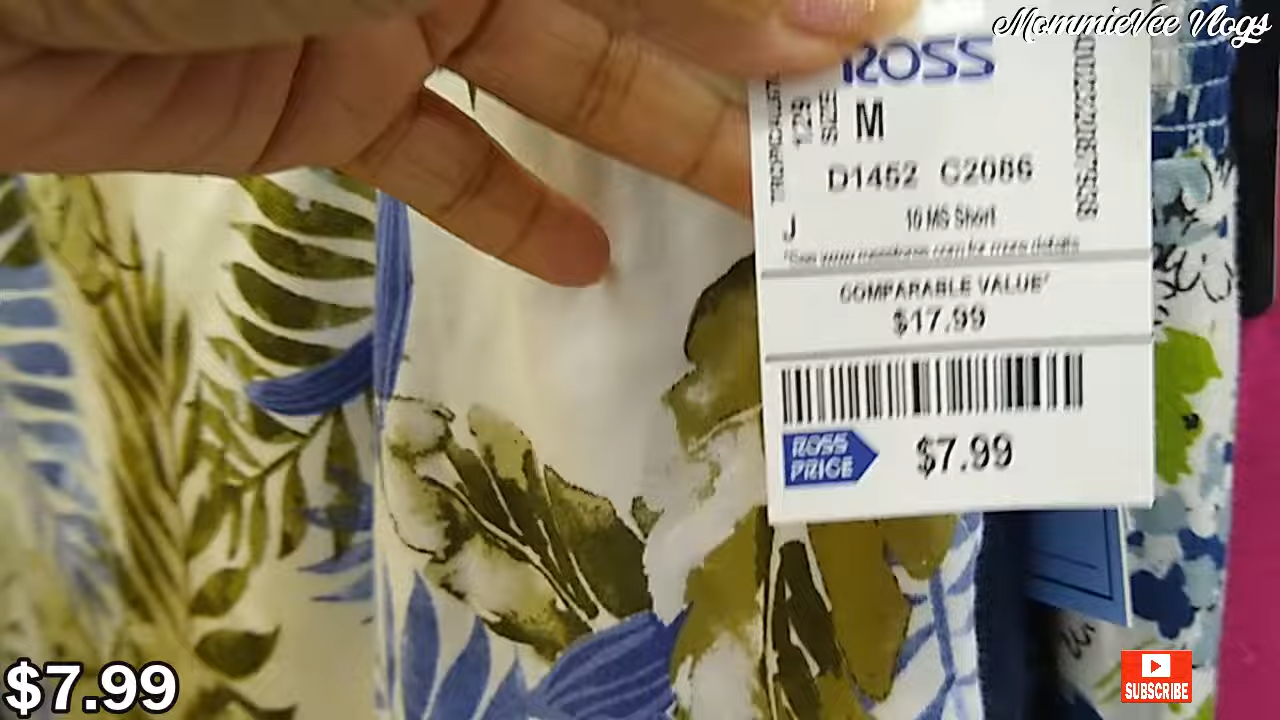 MommieVee Vlogs
ROSS
129
SIZE
M
D1452 C2086
J
10 MS Short
COMPARABLE VALUE*
$17.99
ROSS
PRICE
$7.99
$7.99
SUBSCRIBE